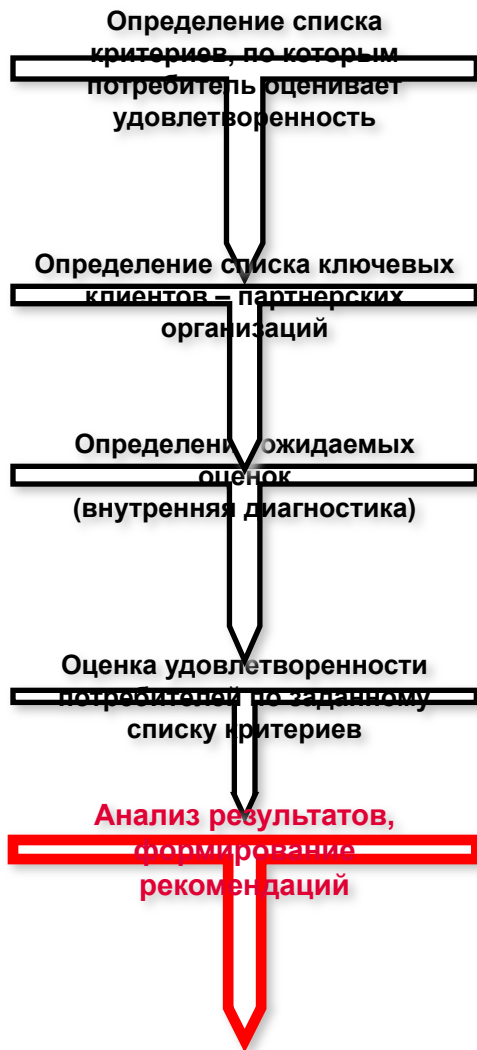 Определение списка
критериев, по которым
потребитель оценивает
удовлетворенность
Определение списка ключевых
клиентов – партнерских
организаций
Определение ожидаемых
оценок
(внутренняя диагностика)
Оценка удовлетворенности
потребителей по заданному
списку критериев
Анализ результатов,
формирование
рекомендаций